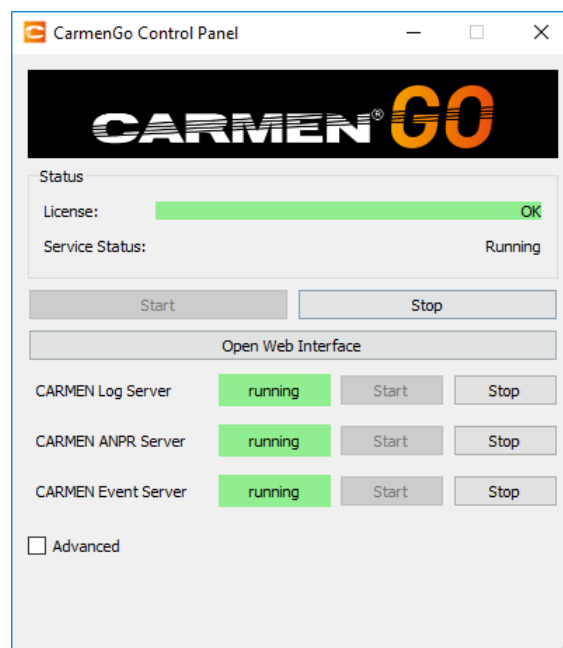 CarmenGo Control Panel
CARMEN® GO
Status
License: OK
Service Status: Running
Start Stop
Open Web Interface
CARMEN Log Server running Start Stop
CARMEN ANPR Server running Start Stop
CARMEN Event Server running Start Stop
Advanced